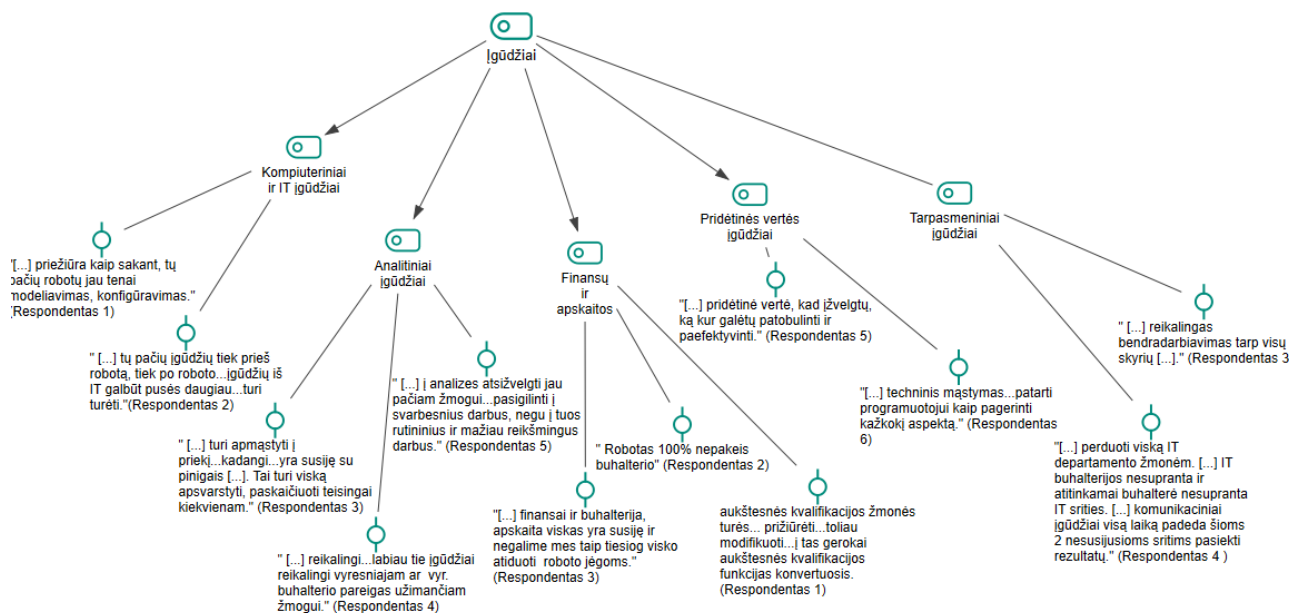 Įgūdžiai
Kompiuteriniai
ir IT įgūdžiai
"[...] priežiūra kaip sakant, tų
pačių robotų jau tenai
modeliavimas, konfigūravimas."
(Respondentas 1)
" [...] tų pačių įgūdžių tiek prieš
robotą, tiek po roboto...įgūdžių iš
IT galbūt pusės daugiau...turi
turėti."(Respondentas 2)
Analitiniai
įgūdžiai
" [...] turi apmąstyti į
priekį...kadangi...yra susiję su
pinigais [...]. Tai turi viską
apsvarstyti, paskaičiuoti teisingai
kiekvienam." (Respondentas 3)
" [...] reikalingi...labiau tie įgūdžiai
reikalingi vyresniajam ar vyr.
buhalterio pareigas užimančiam
žmogui." (Respondentas 4)
" [...] į analizes atsižvelgti jau
pačiam žmogui...pasigilinti į
svarbesnius darbus, negu į tuos
rutininius ir mažiau reikšmingus
darbus." (Respondentas 5)
Finansų
ir
apskaitos
"[...] finansai ir buhalterija,
apskaita viskas yra susiję ir
negalime mes taip tiesiog visko
atiduoti roboto jėgoms."
(Respondentas 3)
" Robotas 100% nepakeis
buhalterio" (Respondentas 2)
aukštesnės kvalifikacijos žmonės
turės... prižiūrėti...toliau
modifikuoti...į tas gerokai
aukštesnės kvalifikacijos
funkcijas konvertuosis.
(Respondentas 1)
Pridėtinės vertės
įgūdžiai
"[...] pridėtinė vertė, kad įžvelgtų,
ką kur galėtų patobulinti ir
paefektyvinti." (Respondentas 5)
"[...] techninis mąstymas...patarti
programuotojui kaip pagerinti
kažkokį aspektą." (Respondentas
6)
Tarpasmeniniai
įgūdžiai
"[...] perduoti viską IT
departamento žmonėm. [...] IT
buhalterijos nesupranta ir
atitinkamai buhalterė nesupranta
IT srities. [...] komunikaciniai
įgūdžiai visą laiką padeda šioms
2 nesusijusioms sritims pasiekti
rezultatų." (Respondentas 4 )
" [...] reikalingas
bendradarbiavimas tarp visų
skyrių [...]." (Respondentas 3